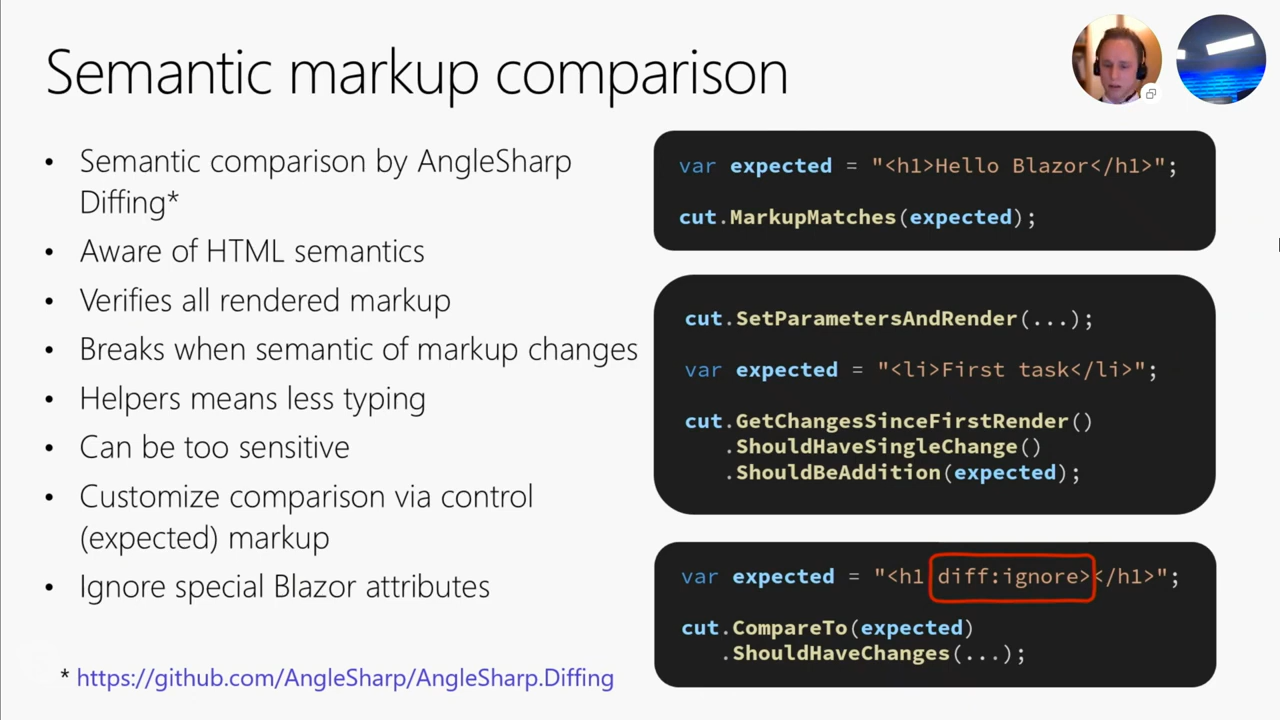 Semantic markup comparison
• Semantic comparison by AngleSharp
Diffing*
• Aware of HTML semantics
• Verifies all rendered markup
• Breaks when semantic of markup changes
• Helpers means less typing
• Can be too sensitive
• Customize comparison via control
(expected) markup
• Ignore special Blazor attributes
* https://github.com/AngleSharp/AngleSharp.Diffing
var expected = "<h1>Hello Blazor</h1>";
cut.MarkupMatches(expected);
cut.SetParametersAndRender(...);
var expected = "<li>First task</li>";
cut.GetChangesSinceFirstRender()
.ShouldHaveSingleChange()
.ShouldBeAddition(expected);
var expected = "<h1 diff:ignore></h1>";
cut.CompareTo(expected)
.ShouldHaveChanges(...);